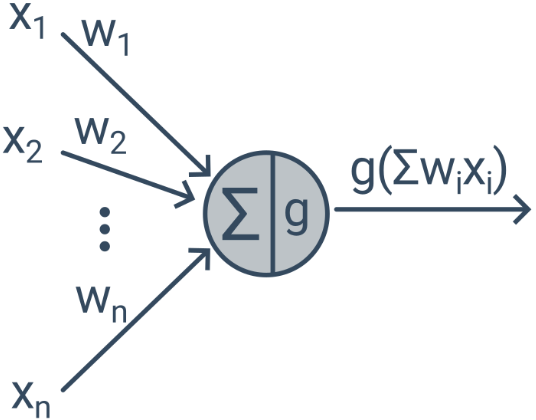 x₁ w₁
x₂ w₂
g(Σwᵢxᵢ)
Σ g
wₙ
xₙ